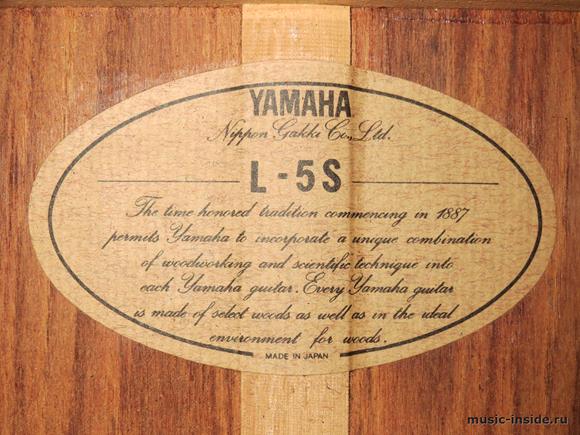 YAMAHA
Nippon Gakki Co., Ltd.
L-5S
The time honored tradition commencing in 1887
permits Yamaha to incorporate a unique combination
of woodworking and scientific technique into
each Yamaha guitar. Every Yamaha guitar
is made of select woods as well as in the ideal
environment for woods.
MADE IN JAPAN
music-inside.ru